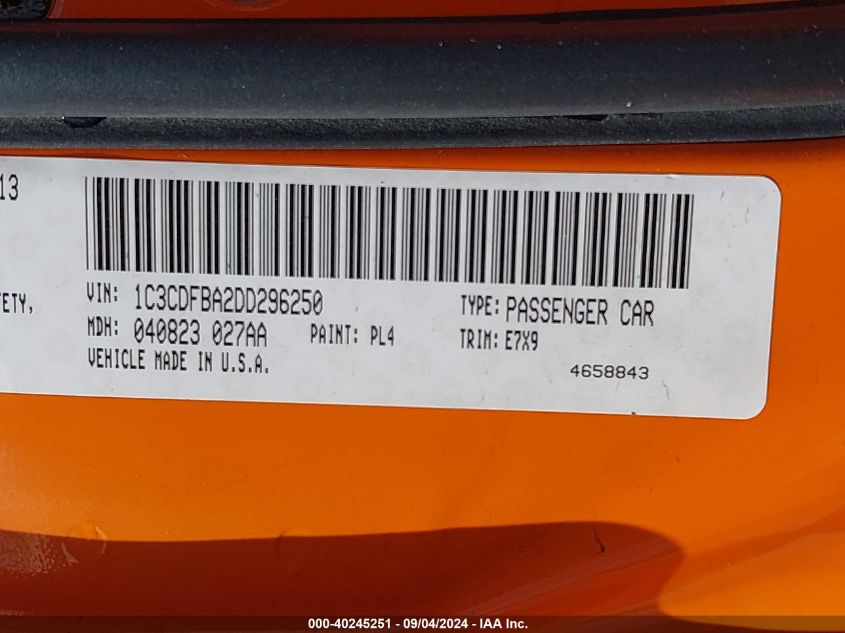 13
ETY,
VIN: 1C3CDFBA2DD296250 TYPE: PASSENGER CAR
MDH: 040823 027AA PAINT: PL4 TRIM: E7X9
VEHICLE MADE IN U.S.A. 4658843
000-40245251 - 09/04/2024 - IAA Inc.